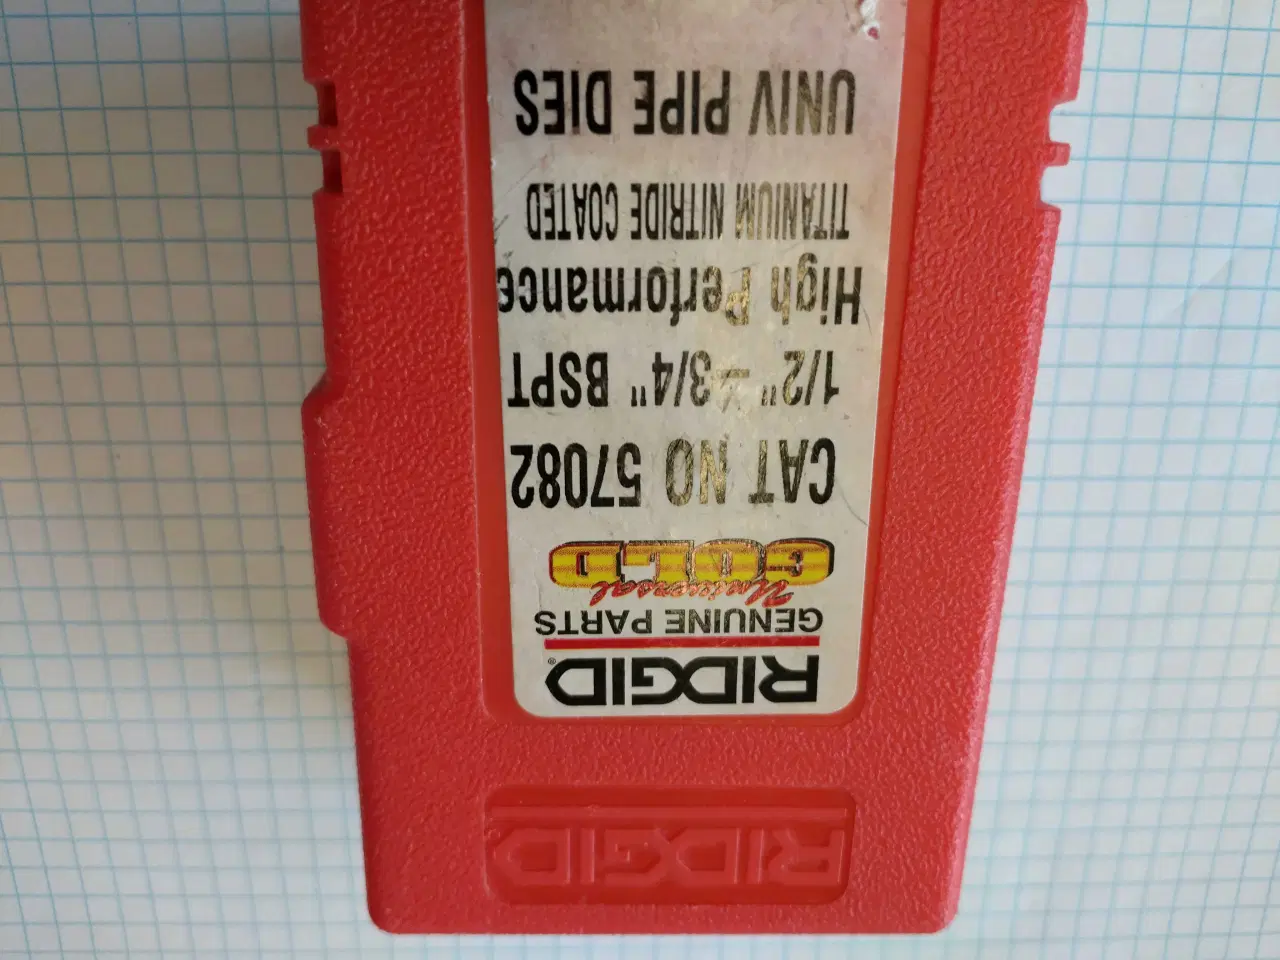 RIDGID
RIDGID®
GENUINE PARTS
Universal
GOLD
CAT NO 57082
1/2" - 3/4" BSPT
High Performance
TITANIUM NITRIDE COATED
UNIV PIPE DIES